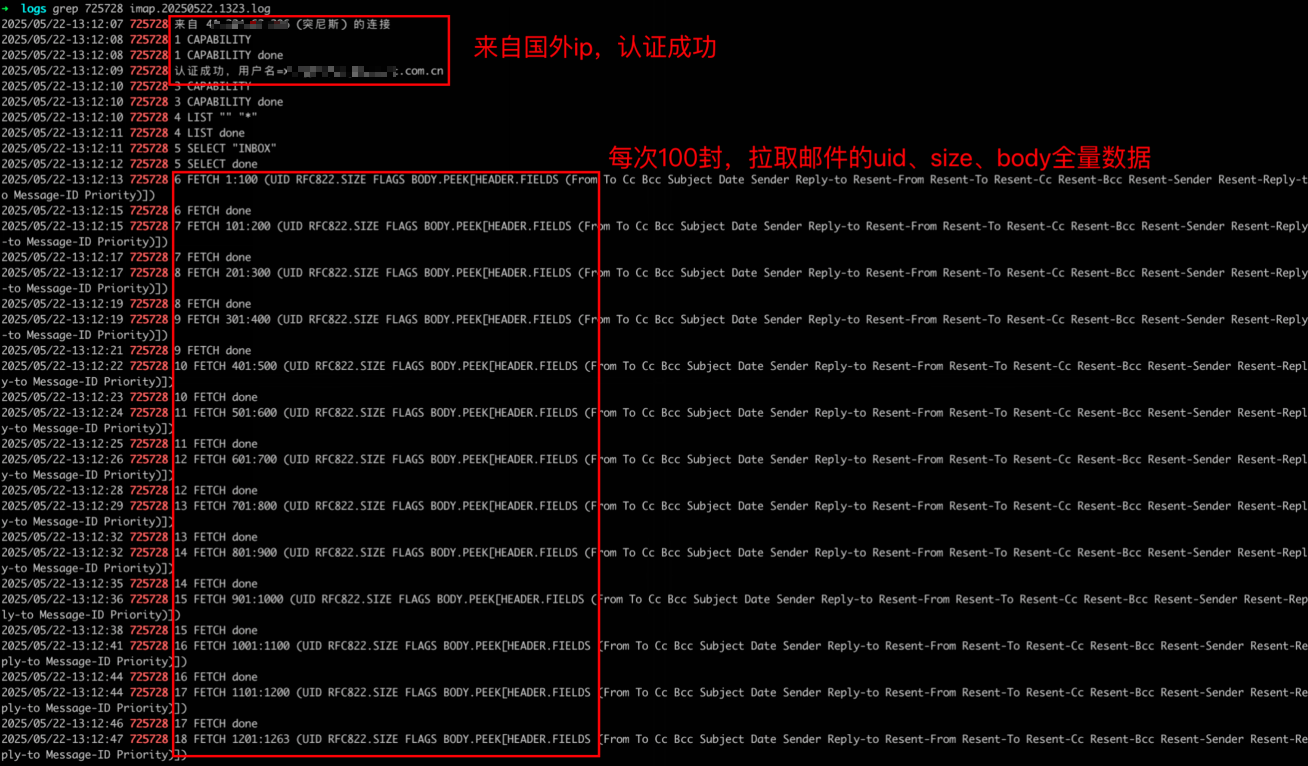 → logs grep 725728 imap.20250522.1323.log
2025/05/22-13:12:07 725728 来自 (突尼斯)的连接
2025/05/22-13:12:08 725728 1 CAPABILITY
2025/05/22-13:12:08 725728 1 CAPABILITY done
2025/05/22-13:12:09 725728 认证成功, 用户名=> .com.cn
来自国外ip，认证成功
2025/05/22-13:12:10 725728 3 CAPABILITY
2025/05/22-13:12:10 725728 3 CAPABILITY done
2025/05/22-13:12:10 725728 4 LIST "" "*"
2025/05/22-13:12:11 725728 4 LIST done
2025/05/22-13:12:11 725728 5 SELECT "INBOX"
2025/05/22-13:12:12 725728 5 SELECT done
每次100封，拉取邮件的uid、size、body全量数据
2025/05/22-13:12:13 725728 6 FETCH 1:100 (UID RFC822.SIZE FLAGS BODY.PEEK[HEADER.FIELDS (From To Cc Bcc Subject Date Sender Reply-to Resent-From Resent-To Resent-Cc Resent-Bcc Resent-Sender Resent-Reply-t
o Message-ID Priority)])
2025/05/22-13:12:15 725728 6 FETCH done
2025/05/22-13:12:15 725728 7 FETCH 101:200 (UID RFC822.SIZE FLAGS BODY.PEEK[HEADER.FIELDS (From To Cc Bcc Subject Date Sender Reply-to Resent-From Resent-To Resent-Cc Resent-Bcc Resent-Sender Resent-Reply
-to Message-ID Priority)])
2025/05/22-13:12:17 725728 7 FETCH done
2025/05/22-13:12:17 725728 8 FETCH 201:300 (UID RFC822.SIZE FLAGS BODY.PEEK[HEADER.FIELDS (From To Cc Bcc Subject Date Sender Reply-to Resent-From Resent-To Resent-Cc Resent-Bcc Resent-Sender Resent-Reply
-to Message-ID Priority)])
2025/05/22-13:12:19 725728 8 FETCH done
2025/05/22-13:12:19 725728 9 FETCH 301:400 (UID RFC822.SIZE FLAGS BODY.PEEK[HEADER.FIELDS (From To Cc Bcc Subject Date Sender Reply-to Resent-From Resent-To Resent-Cc Resent-Bcc Resent-Sender Resent-Reply
-to Message-ID Priority)])
2025/05/22-13:12:21 725728 9 FETCH done
2025/05/22-13:12:22 725728 10 FETCH 401:500 (UID RFC822.SIZE FLAGS BODY.PEEK[HEADER.FIELDS (From To Cc Bcc Subject Date Sender Reply-to Resent-From Resent-To Resent-Cc Resent-Bcc Resent-Sender Resent-Repl
y-to Message-ID Priority)])
2025/05/22-13:12:23 725728 10 FETCH done
2025/05/22-13:12:24 725728 11 FETCH 501:600 (UID RFC822.SIZE FLAGS BODY.PEEK[HEADER.FIELDS (From To Cc Bcc Subject Date Sender Reply-to Resent-From Resent-To Resent-Cc Resent-Bcc Resent-Sender Resent-Repl
y-to Message-ID Priority)])
2025/05/22-13:12:25 725728 11 FETCH done
2025/05/22-13:12:26 725728 12 FETCH 601:700 (UID RFC822.SIZE FLAGS BODY.PEEK[HEADER.FIELDS (From To Cc Bcc Subject Date Sender Reply-to Resent-From Resent-To Resent-Cc Resent-Bcc Resent-Sender Resent-Repl
y-to Message-ID Priority)])
2025/05/22-13:12:28 725728 12 FETCH done
2025/05/22-13:12:29 725728 13 FETCH 701:800 (UID RFC822.SIZE FLAGS BODY.PEEK[HEADER.FIELDS (From To Cc Bcc Subject Date Sender Reply-to Resent-From Resent-To Resent-Cc Resent-Bcc Resent-Sender Resent-Repl
y-to Message-ID Priority)])
2025/05/22-13:12:32 725728 13 FETCH done
2025/05/22-13:12:32 725728 14 FETCH 801:900 (UID RFC822.SIZE FLAGS BODY.PEEK[HEADER.FIELDS (From To Cc Bcc Subject Date Sender Reply-to Resent-From Resent-To Resent-Cc Resent-Bcc Resent-Sender Resent-Repl
y-to Message-ID Priority)])
2025/05/22-13:12:35 725728 14 FETCH done
2025/05/22-13:12:36 725728 15 FETCH 901:1000 (UID RFC822.SIZE FLAGS BODY.PEEK[HEADER.FIELDS (From To Cc Bcc Subject Date Sender Reply-to Resent-From Resent-To Resent-Cc Resent-Bcc Resent-Sender Resent-Rep
ly-to Message-ID Priority)])
2025/05/22-13:12:38 725728 15 FETCH done
2025/05/22-13:12:41 725728 16 FETCH 1001:1100 (UID RFC822.SIZE FLAGS BODY.PEEK[HEADER.FIELDS (From To Cc Bcc Subject Date Sender Reply-to Resent-From Resent-To Resent-Cc Resent-Bcc Resent-Sender Resent-Re
ply-to Message-ID Priority)])
2025/05/22-13:12:44 725728 16 FETCH done
2025/05/22-13:12:44 725728 17 FETCH 1101:1200 (UID RFC822.SIZE FLAGS BODY.PEEK[HEADER.FIELDS (From To Cc Bcc Subject Date Sender Reply-to Resent-From Resent-To Resent-Cc Resent-Bcc Resent-Sender Resent-Re
ply-to Message-ID Priority)])
2025/05/22-13:12:46 725728 17 FETCH done
2025/05/22-13:12:47 725728 18 FETCH 1201:1263 (UID RFC822.SIZE FLAGS BODY.PEEK[HEADER.FIELDS (From To Cc Bcc Subject Date Sender Reply-to Resent-From Resent-To Resent-Cc Resent-Bcc Resent-Sender Resent-Re
ply-to Message-ID Priority)])